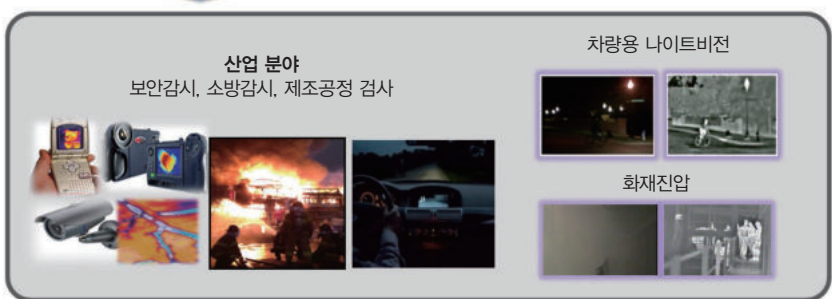 산업 분야
보안감시, 소방감시, 제조공정 검사
차량용 나이트비전
화재진압